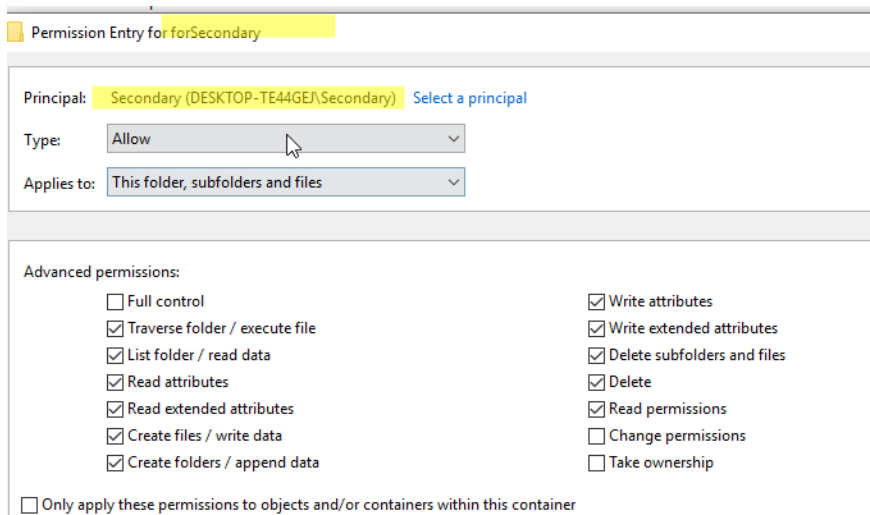 Permission Entry for forSecondary
Principal: Secondary (DESKTOP-TE44GEJ\Secondary) Select a principal
Type: Allow
Applies to: This folder, subfolders and files
Advanced permissions:
Full control
Traverse folder / execute file
List folder / read data
Read attributes
Read extended attributes
Create files / write data
Create folders / append data
Write attributes
Write extended attributes
Delete subfolders and files
Delete
Read permissions
Change permissions
Take ownership
Only apply these permissions to objects and/or containers within this container